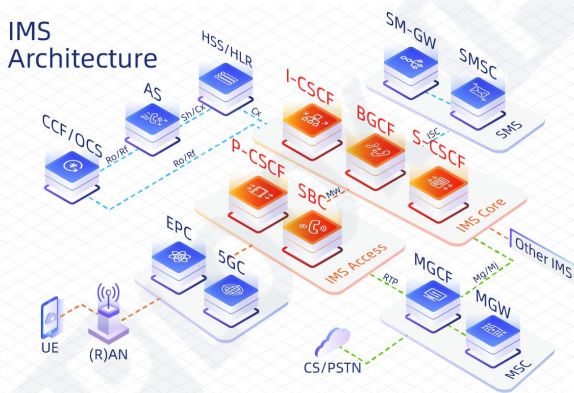 IMS
Architecture
HSS/HLR
AS
CCF/OCS
Sh/Cx
Cx
Ro/Rf
Ro/Rf
SM-GW
SMSC
SMS
I-CSCF
BGCF
S-CSCF
ISC
IMS Core
P-CSCF
SBC
Mw
IMS Access
EPC
5GC
UE
(R)AN
Other IMS
RTP
Mg/Mj
MGCF
MGW
MSC
CS/PSTN